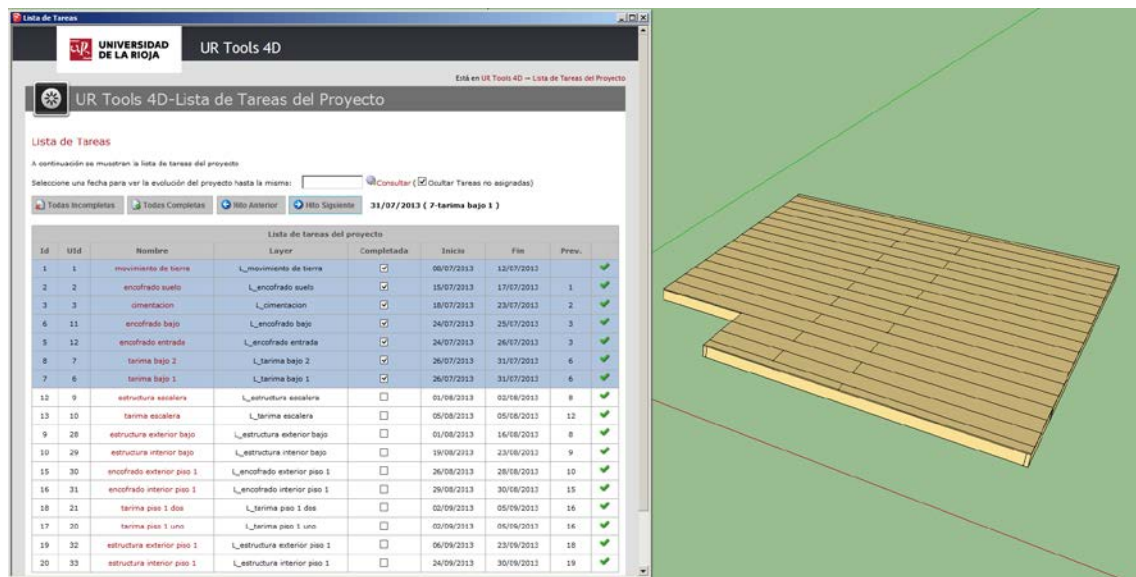 Lista de Tareas
UNIVERSIDAD
DE LA RIOJA
UR Tools 4D
Está en UR Tools 4D → Lista de Tareas del Proyecto
UR Tools 4D-Lista de Tareas del Proyecto
Lista de Tareas
A continuación se muestran la lista de tareas del proyecto
Seleccione una fecha para ver la evolución del proyecto hasta la misma: Consultar ( Ocultar Tareas no asignadas)
Todas Incompletas Todas Completas Hito Anterior Hito Siguiente 31/07/2013 ( 7-tarima bajo 1 )
Lista de tareas del proyecto
Id UId Nombre Layer Completada Inicio Fin Prev.
1 1 movimiento de tierra L_movimiento de tierra 08/07/2013 12/07/2013
2 2 encofrado suelo L_encofrado suelo 15/07/2013 17/07/2013 1
3 3 cimentacion L_cimentacion 18/07/2013 23/07/2013 2
6 11 encofrado bajo L_encofrado bajo 24/07/2013 25/07/2013 3
5 12 encofrado entrada L_encofrado entrada 24/07/2013 26/07/2013 3
8 7 tarima bajo 2 L_tarima bajo 2 26/07/2013 31/07/2013 6
7 6 tarima bajo 1 L_tarima bajo 1 26/07/2013 31/07/2013 6
12 9 estructura escalera L_estructura escalera 01/08/2013 02/08/2013 8
13 10 tarima escalera L_tarima escalera 05/08/2013 05/08/2013 12
9 28 estructura exterior bajo L_estructura exterior bajo 01/08/2013 16/08/2013 8
10 29 estructura interior bajo L_estructura interior bajo 19/08/2013 23/08/2013 9
15 30 encofrado exterior piso 1 L_encofrado exterior piso 1 26/08/2013 28/08/2013 10
16 31 encofrado interior piso 1 L_encofrado interior piso 1 29/08/2013 30/08/2013 15
18 21 tarima piso 1 dos L_tarima piso 1 dos 02/09/2013 05/09/2013 16
17 20 tarima piso 1 uno L_tarima piso 1 uno 02/09/2013 05/09/2013 16
19 32 estructura exterior piso 1 L_estructura exterior piso 1 06/09/2013 23/09/2013 18
20 33 estructura interior piso 1 L_estructura interior piso 1 24/09/2013 30/09/2013 19